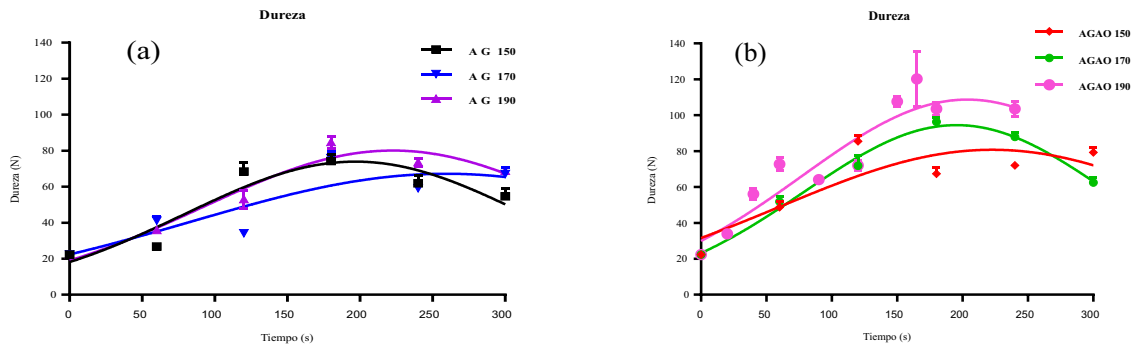 Dureza
(a)
A G 150
A G 170
A G 190
140
120
100
80
60
40
20
0
Dureza (N)
0 50 100 150 200 250 300
Tiempo (s)
Dureza
(b)
AGAO 150
AGAO 170
AGAO 190
140
120
100
80
60
40
20
0
Dureza (N)
0 50 100 150 200 250 300
Tiempo (s)